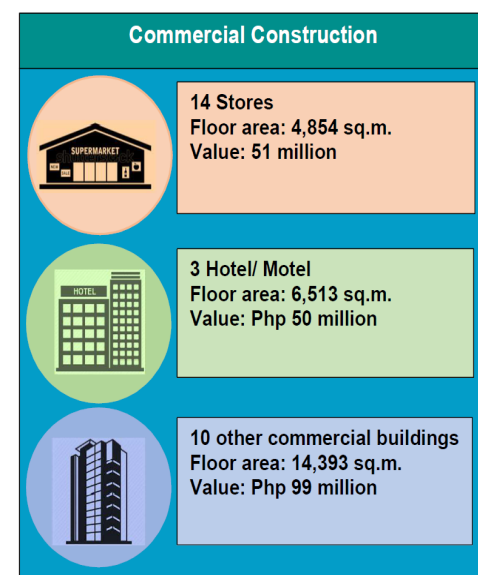 Commercial Construction
SUPERMARKET
NEW
SALE
14 Stores
Floor area: 4,854 sq.m.
Value: 51 million
HOTEL
3 Hotel/ Motel
Floor area: 6,513 sq.m.
Value: Php 50 million
10 other commercial buildings
Floor area: 14,393 sq.m.
Value: Php 99 million